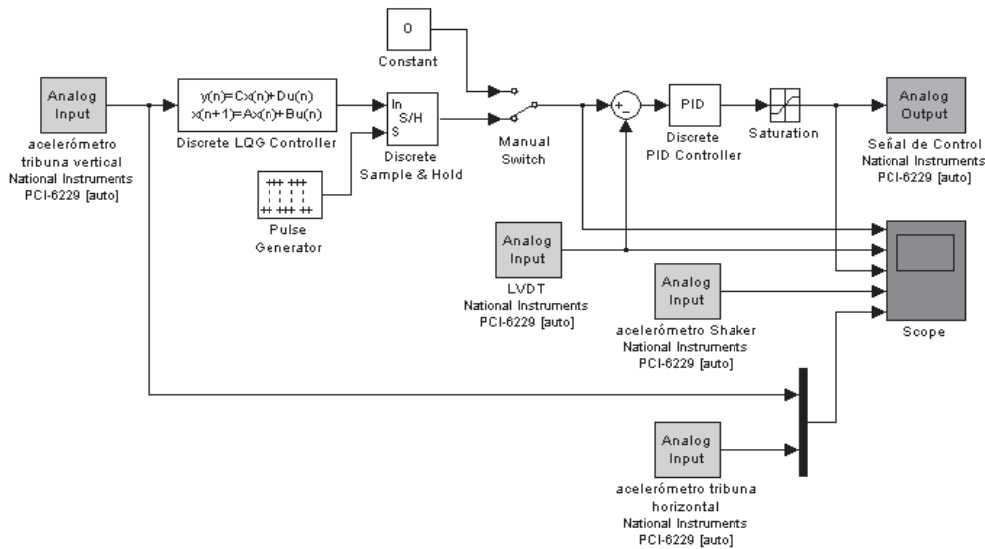 0
Constant
Analog
Input
acelerómetro
tribuna vertical
National Instruments
PCI-6229 [auto]
y(n)=Cx(n)+Du(n)
x(n+1)=Ax(n)+Bu(n)
Discrete LQG Controller
In
S/H
S
Discrete
Sample & Hold
Manual
Switch
+
-
PID
Discrete
PID Controller
Saturation
Analog
Output
Señal de Control
National Instruments
PCI-6229 [auto]
Pulse
Generator
Analog
Input
LVDT
National Instruments
PCI-6229 [auto]
Analog
Input
acelerómetro Shaker
National Instruments
PCI-6229 [auto]
Scope
Analog
Input
acelerómetro tribuna
horizontal
National Instruments
PCI-6229 [auto]